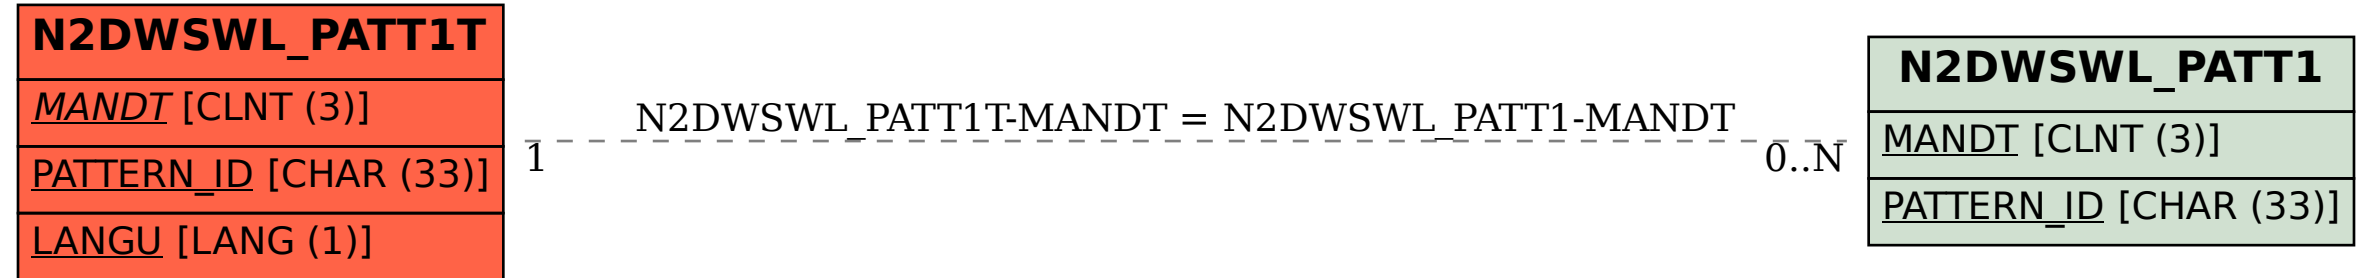 N2DWSWL_PATT1T
MANDT [CLNT (3)]
PATTERN_ID [CHAR (33)]
LANGU [LANG (1)]
N2DWSWL_PATT1T-MANDT = N2DWSWL_PATT1-MANDT
1
0..N
N2DWSWL_PATT1
MANDT [CLNT (3)]
PATTERN_ID [CHAR (33)]